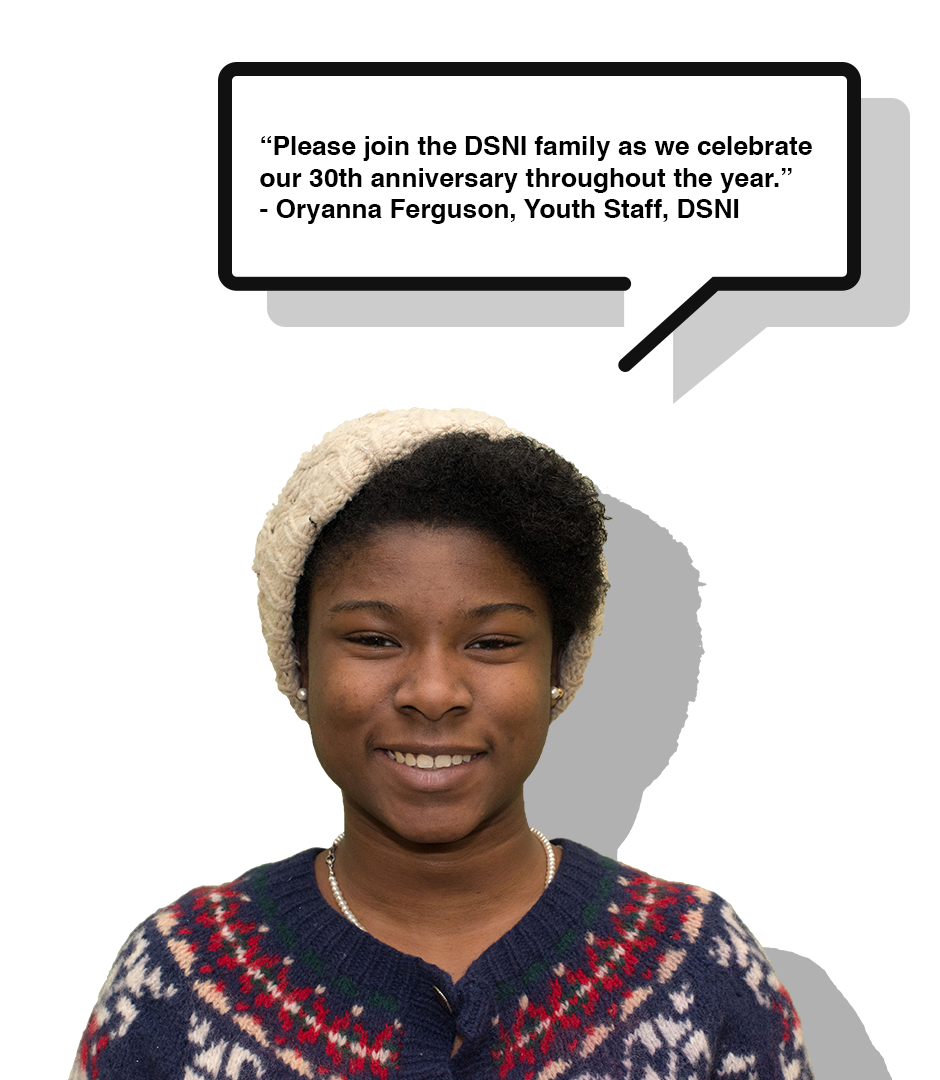 “Please join the DSNI family as we celebrate
our 30th anniversary throughout the year.”
- Oryanna Ferguson, Youth Staff, DSNI